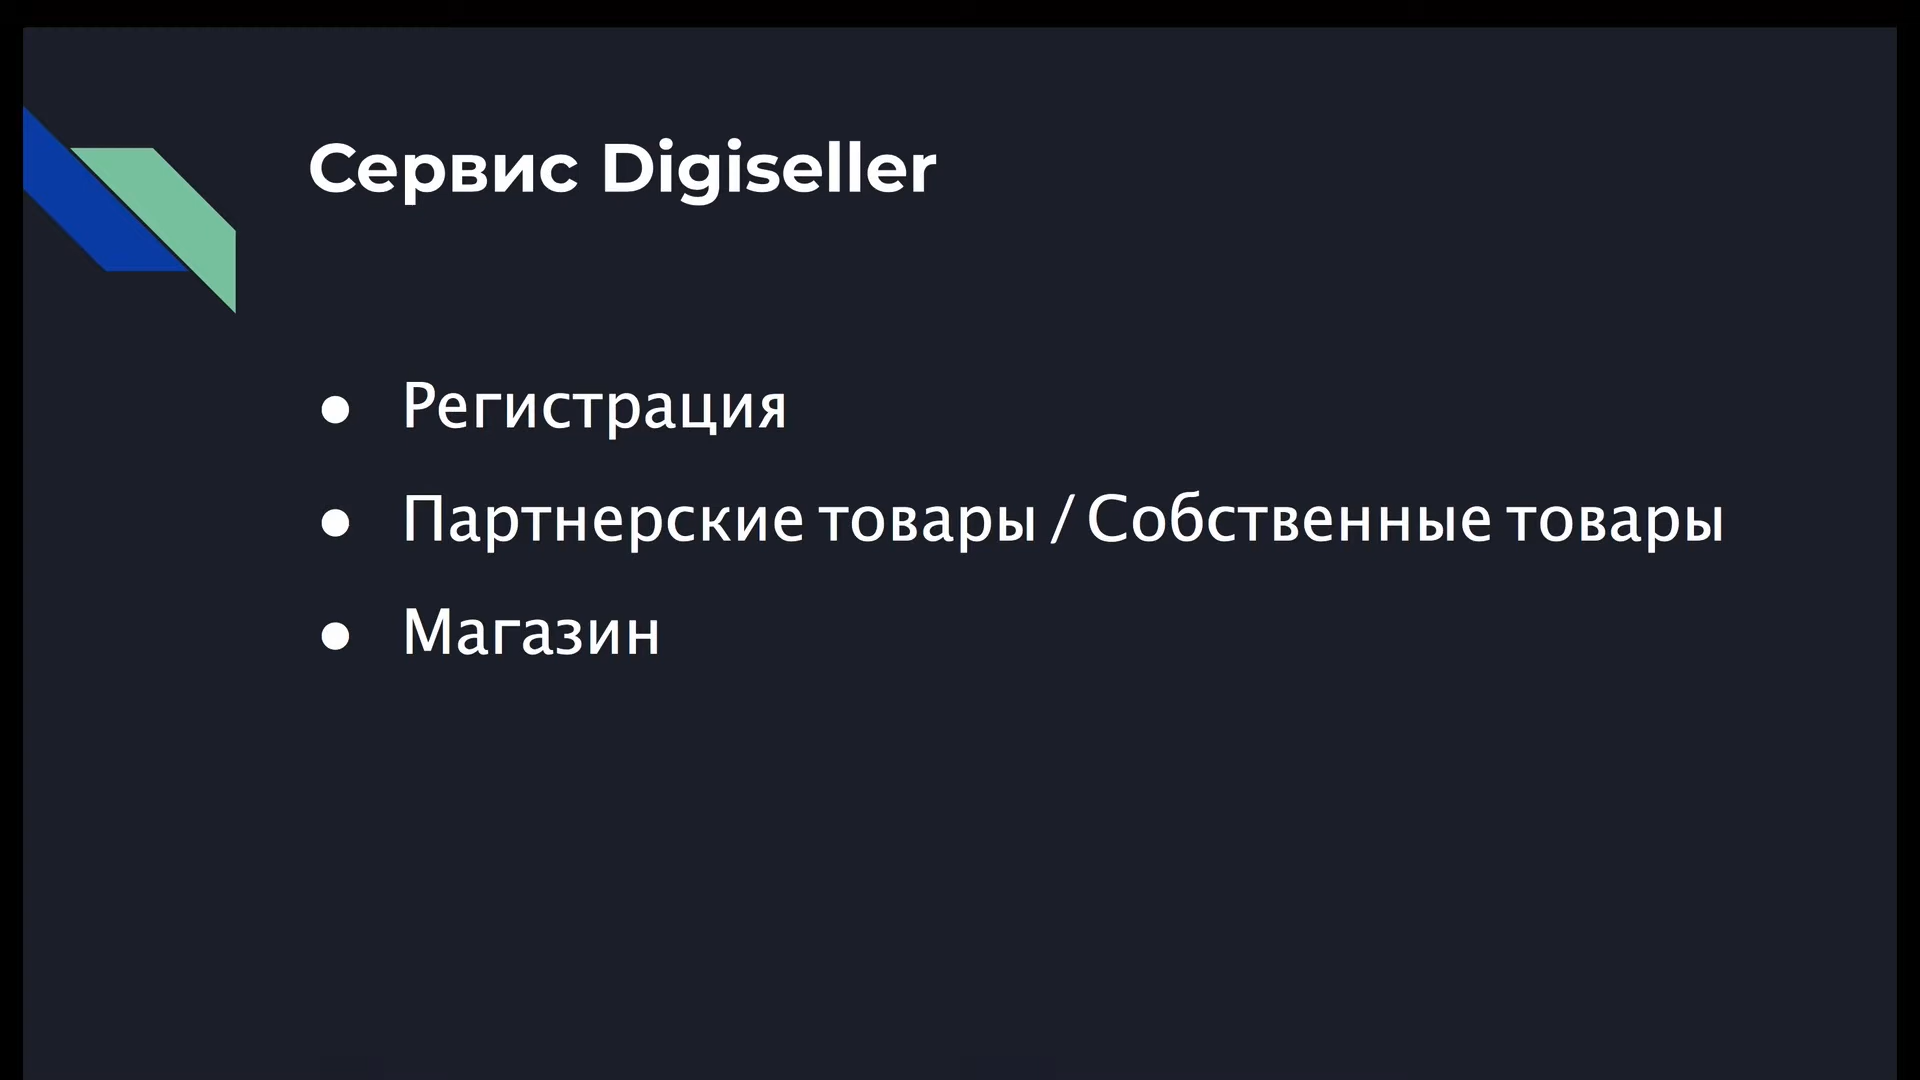 Сервис Digiseller
● Регистрация
● Партнерские товары / Собственные товары
● Магазин